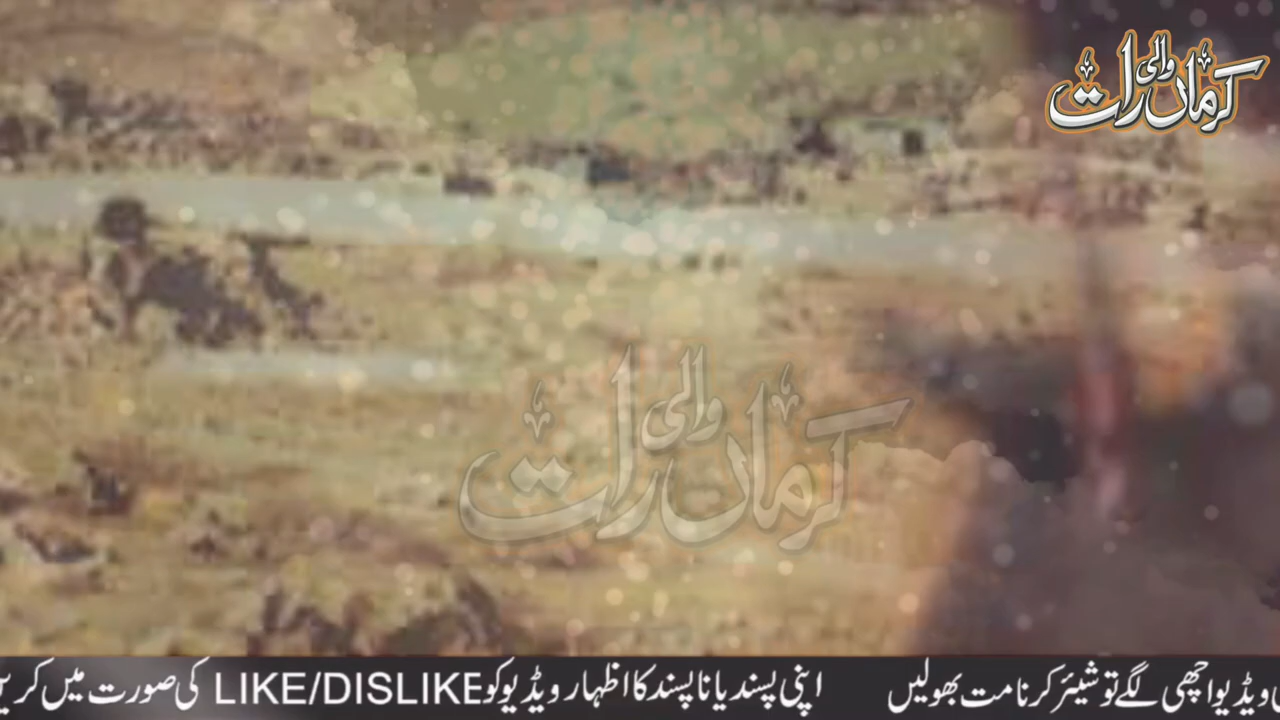 کرماں والی رات
کرماں والی رات
ویڈیو اچھی لگے تو شیئر کرنا مت بھولیں اپنی پسند یا ناپسند کا اظہار ویڈیو کو LIKE/DISLIKE کی صورت میں کریں